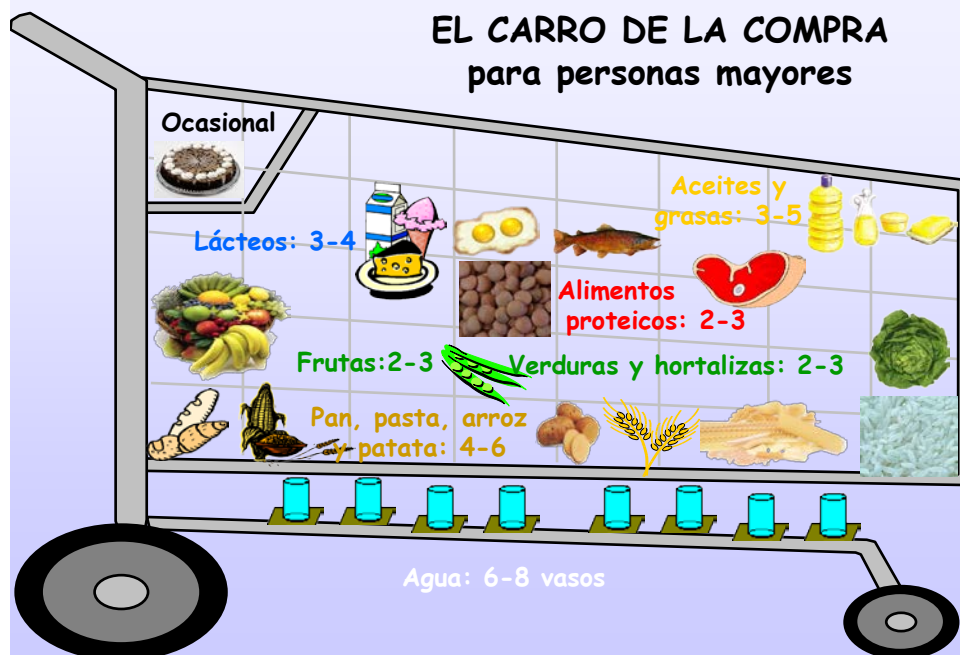 EL CARRO DE LA COMPRA
para personas mayores
Ocasional
Aceites y
grasas: 3-5
Lácteos: 3-4
Alimentos
proteicos: 2-3
Frutas:2-3
Verduras y hortalizas: 2-3
Pan, pasta, arroz
y patata: 4-6
Agua: 6-8 vasos